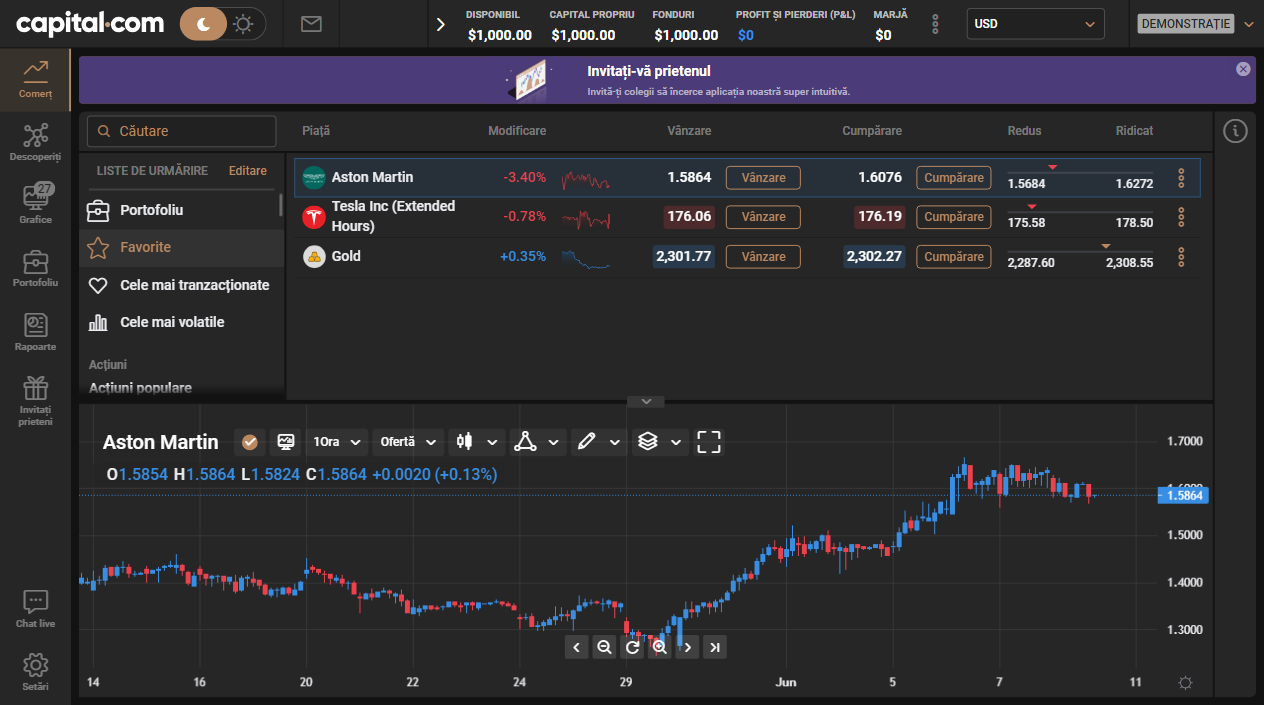 capital.com
DISPONIBIL
$1,000.00
CAPITAL PROPRIU
$1,000.00
FONDURI
$1,000.00
PROFIT ȘI PIERDERI (P&L)
$0
MARJĂ
$0
USD
DEMONSTRAȚIE
Invitați-vă prietenul
Invită-ți colegii să încerce aplicația noastră super intuitivă.
Comerț
Descoperiți
27
Grafice
Portofoliu
Rapoarte
Invitați
prieteni
Chat live
Setări
Căutare
LISTE DE URMĂRIRE Editare
Portofoliu
Favorite
Cele mai tranzacționate
Cele mai volatile
Acțiuni
Acțiuni populare
Piață Modificare Vânzare Cumpărare Redus Ridicat
Aston Martin -3.40% 1.5864 Vânzare 1.6076 Cumpărare 1.5684 1.6272
Tesla Inc (Extended
Hours) -0.78% 176.06 Vânzare 176.19 Cumpărare 175.58 178.50
Gold +0.35% 2,301.77 Vânzare 2,302.27 Cumpărare 2,287.60 2,308.55
Aston Martin 1Ora Ofertă
O1.5854 H1.5864 L1.5824 C1.5864 +0.0020 (+0.13%)
1.7000
1.6000
1.5864
1.5000
1.4000
1.3000
14 16 20 22 24 29 Jun 5 7 11